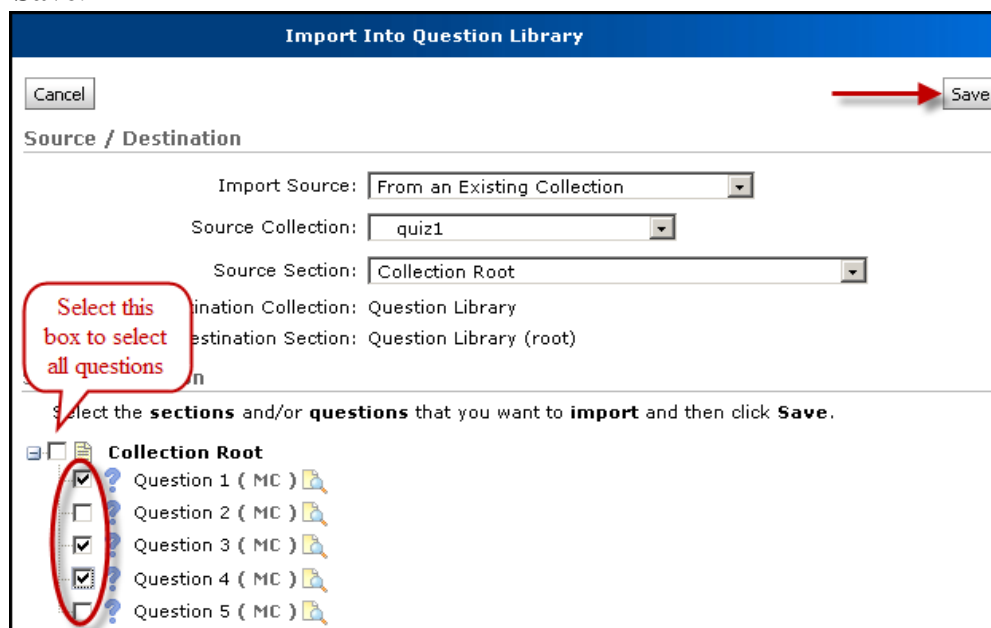 Import Into Question Library
Cancel
Save
Source / Destination
Import Source: From an Existing Collection
Source Collection: quiz1
Source Section: Collection Root
Select this
box to select
all questions
ination Collection: Question Library
estination Section: Question Library (root)
Select the sections and/or questions that you want to import and then click Save.
Collection Root
Question 1 ( MC )
Question 2 ( MC )
Question 3 ( MC )
Question 4 ( MC )
Question 5 ( MC )